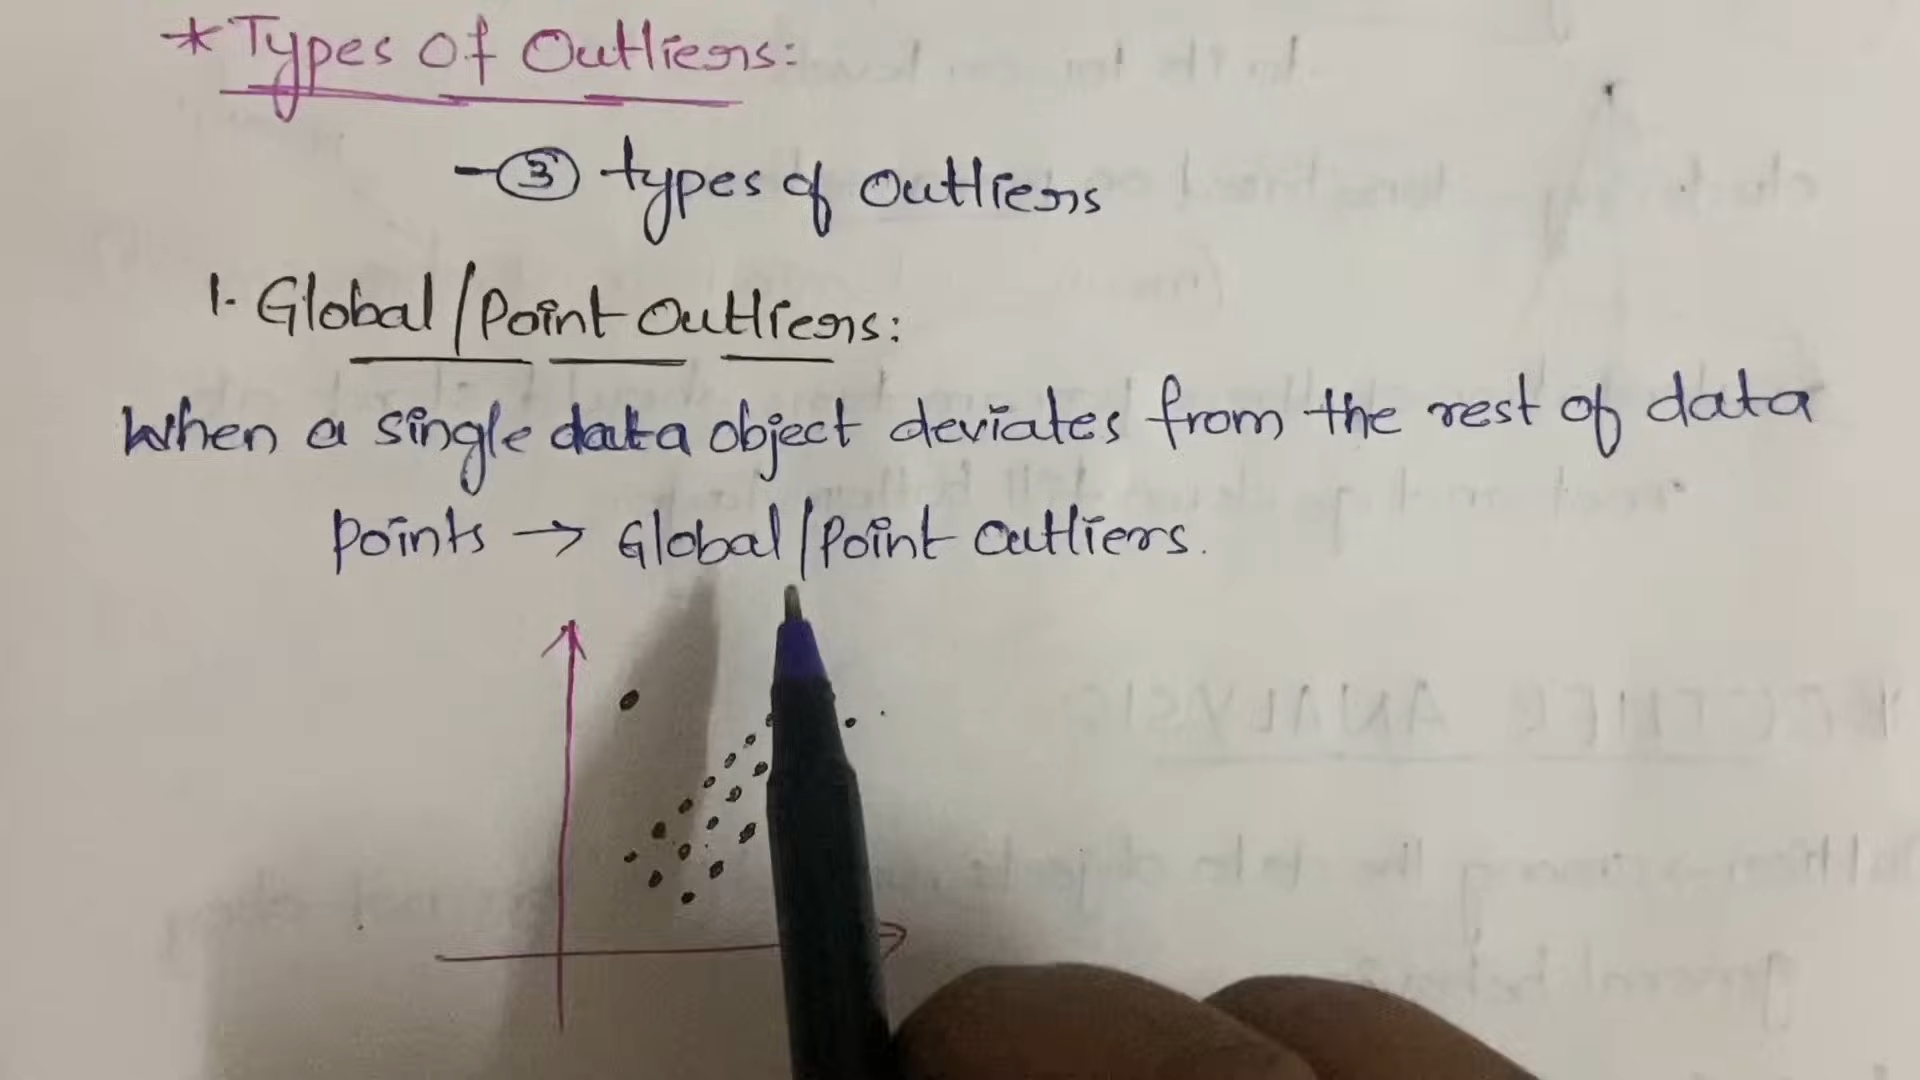 *Types of Outliers:
-③ types of outliers
1. Global/Point Outliers:
When a single data object deviates from the rest of data
points → Global/Point outliers.